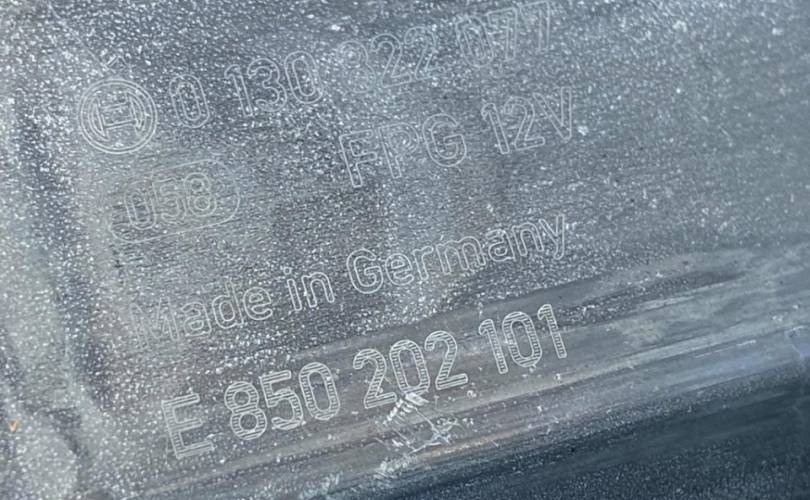 0 130 822 077
FPG 12V
058
Made in Germany
E 850 202 101